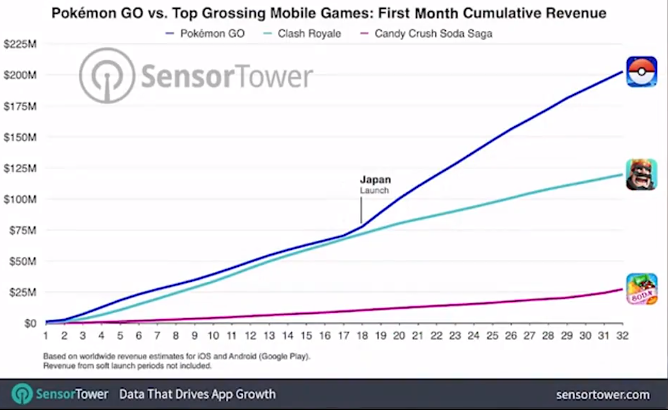 Pokémon GO vs. Top Grossing Mobile Games: First Month Cumulative Revenue
Pokémon GO Clash Royale Candy Crush Soda Saga
$225M
SensorTower
$200M
$175M
$150M
$125M
Japan
Launch
$100M
$75M
$50M
$25M
SODA
$0
1 2 3 4 5 6 7 8 9 10 11 12 13 14 15 16 17 18 19 20 21 22 23 24 25 26 27 28 29 30 31 32
Based on worldwide revenue estimates for iOS and Android (Google Play).
Revenue from soft launch periods not included.
SensorTower Data That Drives App Growth sensortower.com